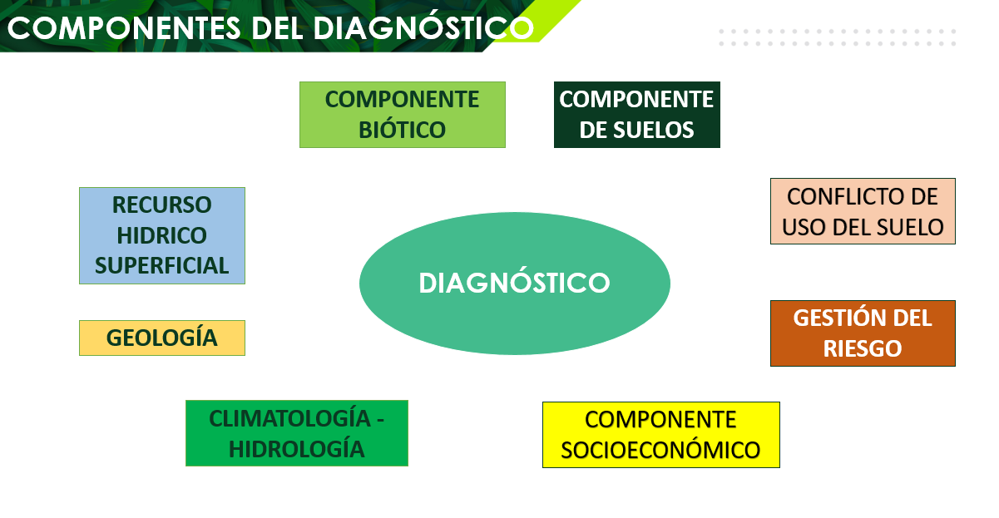 COMPONENTES DEL DIAGNÓSTICO
COMPONENTE
BIÓTICO
COMPONENTE
DE SUELOS
RECURSO
HIDRICO
SUPERFICIAL
CONFLICTO DE
USO DEL SUELO
DIAGNÓSTICO
GEOLOGÍA
GESTIÓN DEL
RIESGO
CLIMATOLOGÍA -
HIDROLOGÍA
COMPONENTE
SOCIOECONÓMICO